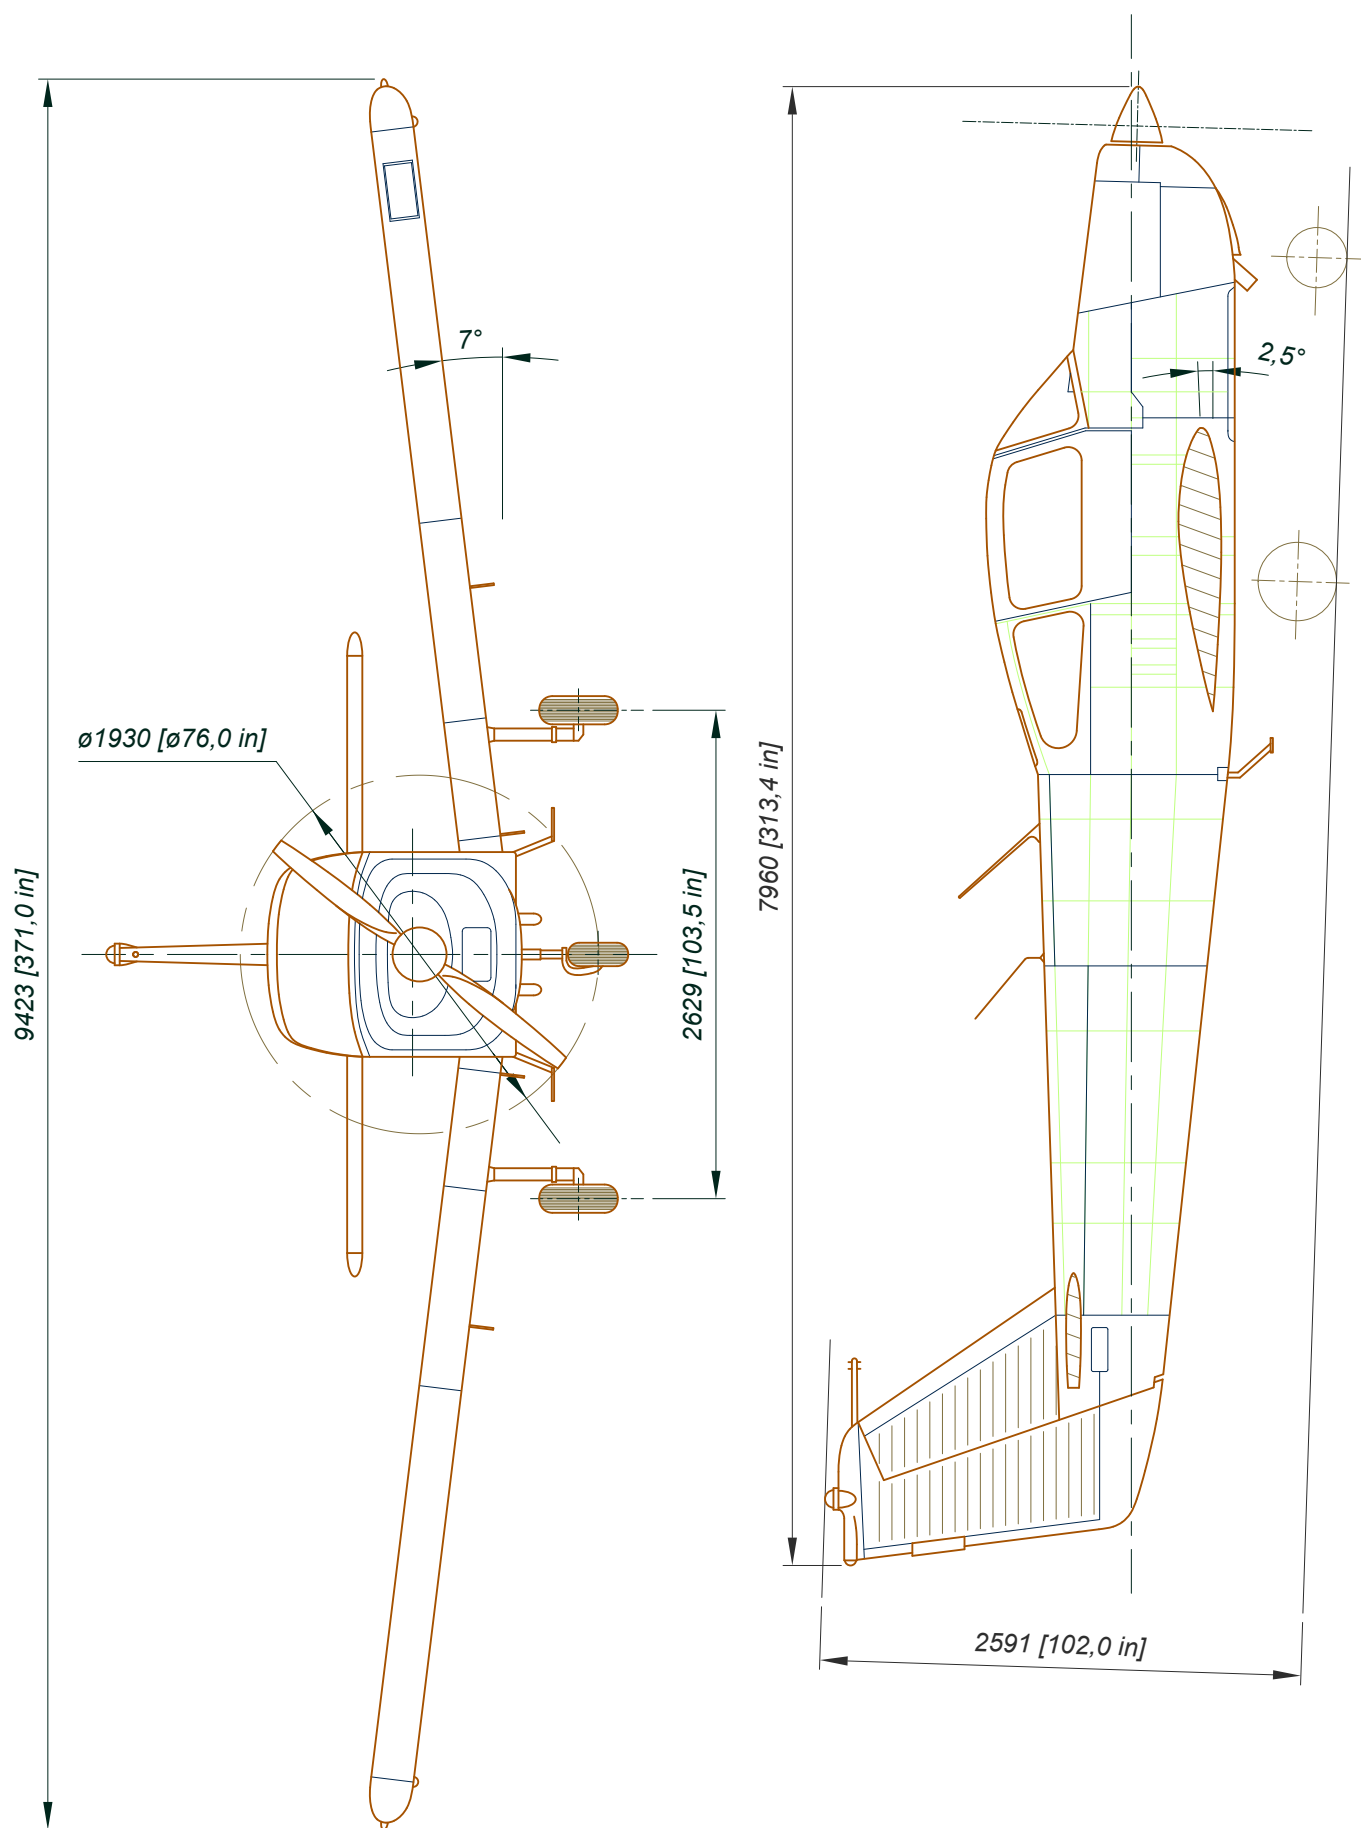 7°
2,5°
ø1930 [ø76,0 in]
9423 [371,0 in]
2629 [103,5 in]
7960 [313,4 in]
2591 [102,0 in]